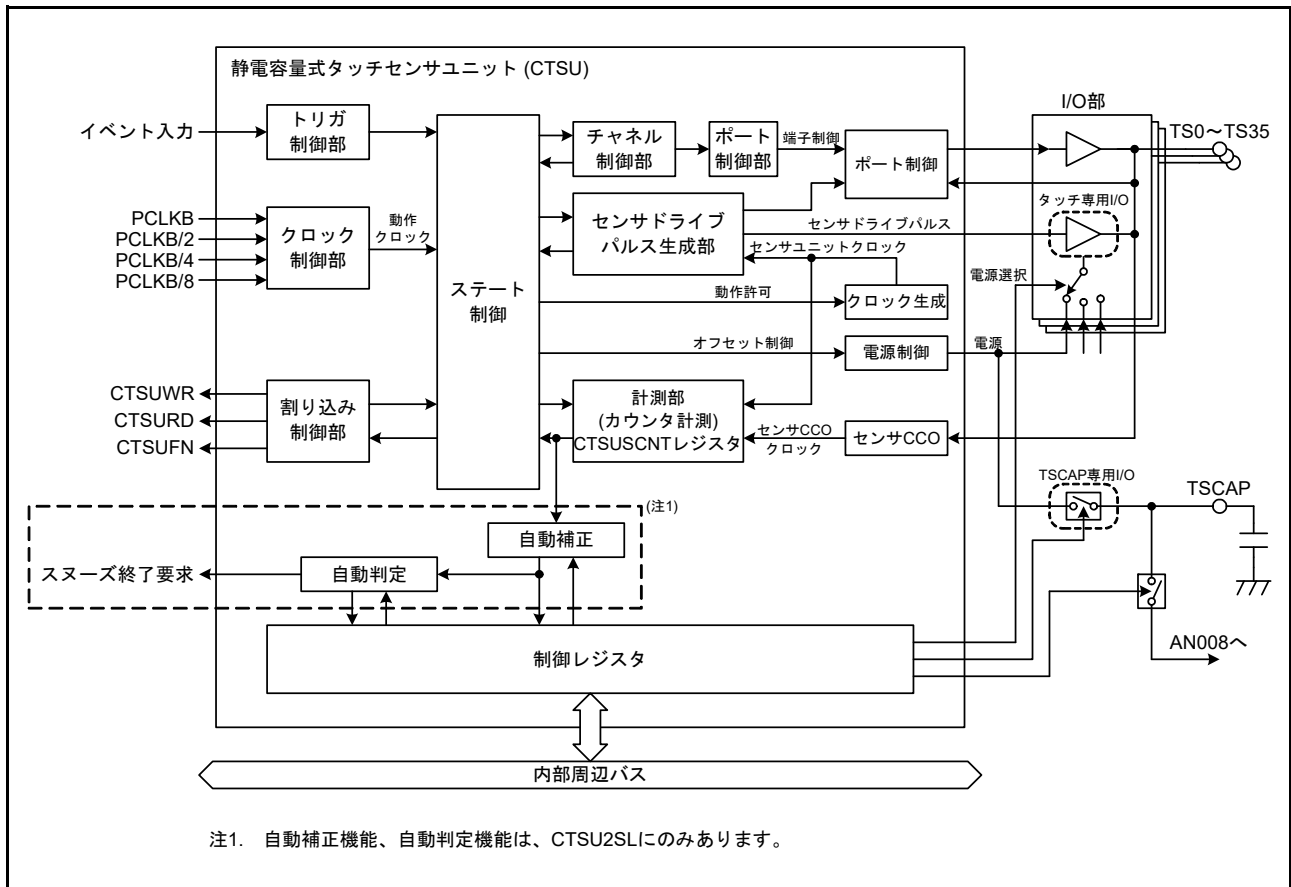 静電容量式タッチセンサユニット (CTSU)
イベント入力
トリガ
制御部
PCLKB
PCLKB/2
PCLKB/4
PCLKB/8
クロック
制御部
動作
クロック
ステート
制御
チャネル
制御部
ポート
制御部
端子制御
ポート制御
I/O部
TS0～TS35
タッチ専用I/O
センサドライブ
パルス生成部
センサドライブパルス
センサユニットクロック
動作許可
クロック生成
電源選択
オフセット制御
電源制御
電源
CTSUWR
CTSURD
CTSUFN
割り込み
制御部
計測部
(カウンタ計測)
CTSUSCNTレジスタ
センサCCO
クロック
センサCCO
TSCAP専用I/O
TSCAP
(注1)
自動補正
自動判定
スヌーズ終了要求
制御レジスタ
AN008へ
内部周辺バス
注1. 自動補正機能、自動判定機能は、CTSU2SLにのみあります。